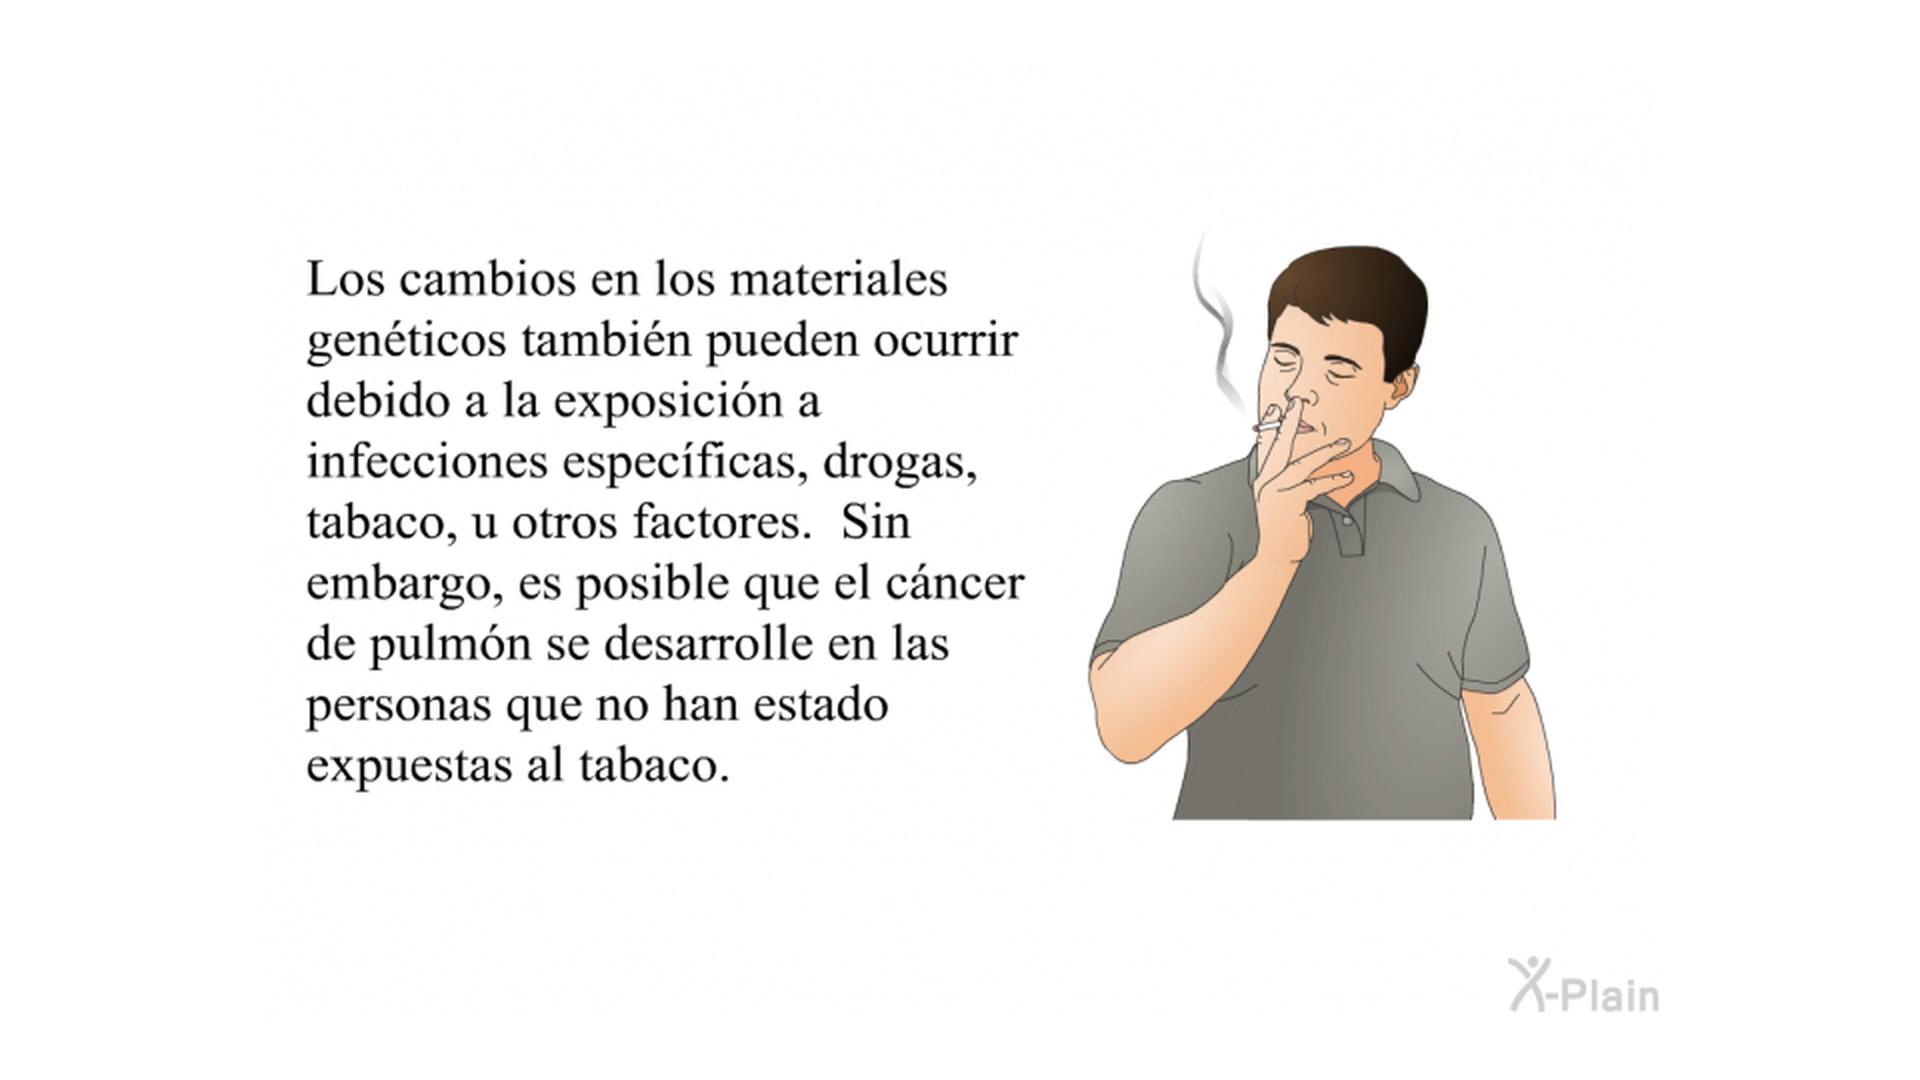 Los cambios en los materiales
genéticos también pueden ocurrir
debido a la exposición a
infecciones específicas, drogas,
tabaco, u otros factores.  Sin
embargo, es posible que el cáncer
de pulmón se desarrolle en las
personas que no han estado
expuestas al tabaco.
X-Plain